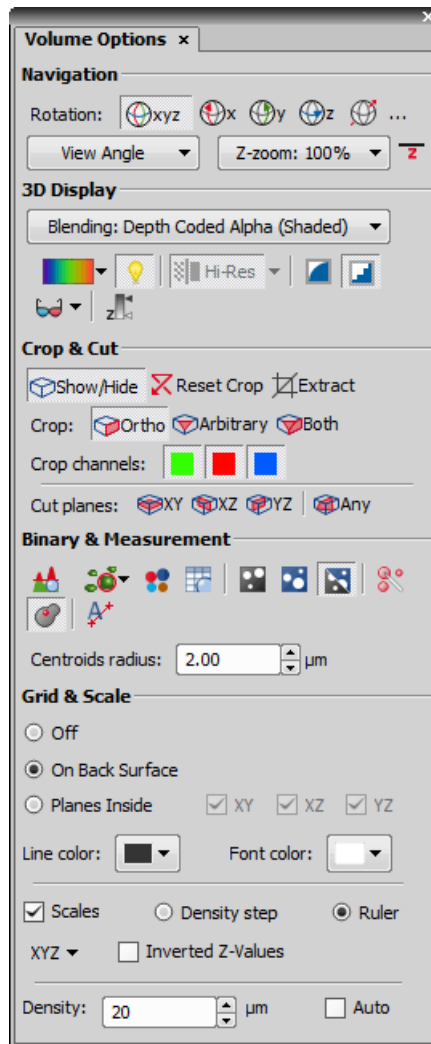 Volume Options ×
Navigation
Rotation: xyz x y z ...
View Angle Z-zoom: 100% z
3D Display
Blending: Depth Coded Alpha (Shaded)
Hi-Res
z
Crop & Cut
Show/Hide Reset Crop Extract
Crop: Ortho Arbitrary Both
Crop channels:
Cut planes: XY XZ YZ Any
Binary & Measurement
A
Centroids radius: 2.00 µm
Grid & Scale
Off
On Back Surface
Planes Inside XY XZ YZ
Line color: Font color:
Scales Density step Ruler
XYZ Inverted Z-Values
Density: 20 µm Auto